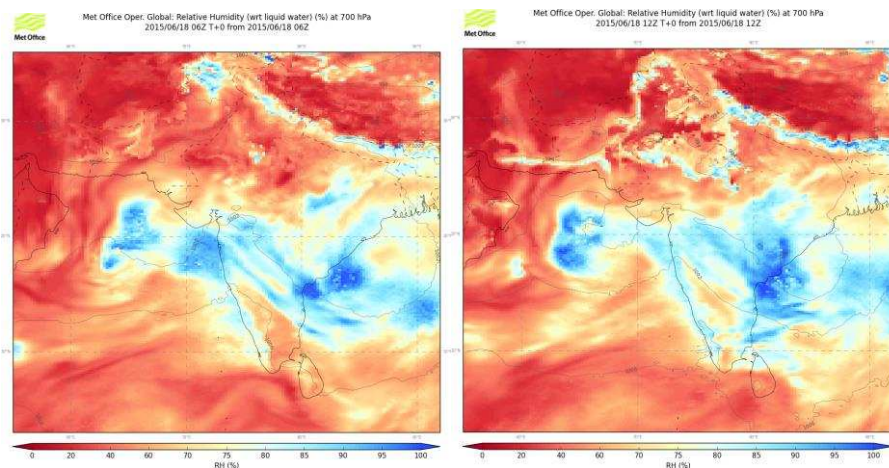 Met Office
Met Office Oper. Global: Relative Humidity (wrt liquid water) (%) at 700 hPa
2015/06/18 06Z T+0 from 2015/06/18 06Z
0 20 40 60 70 75 80 85 90 95 100
RH (%)
Met Office
Met Office Oper. Global: Relative Humidity (wrt liquid water) (%) at 700 hPa
2015/06/18 12Z T+0 from 2015/06/18 12Z
0 20 40 60 70 75 80 85 90 95 100
RH (%)